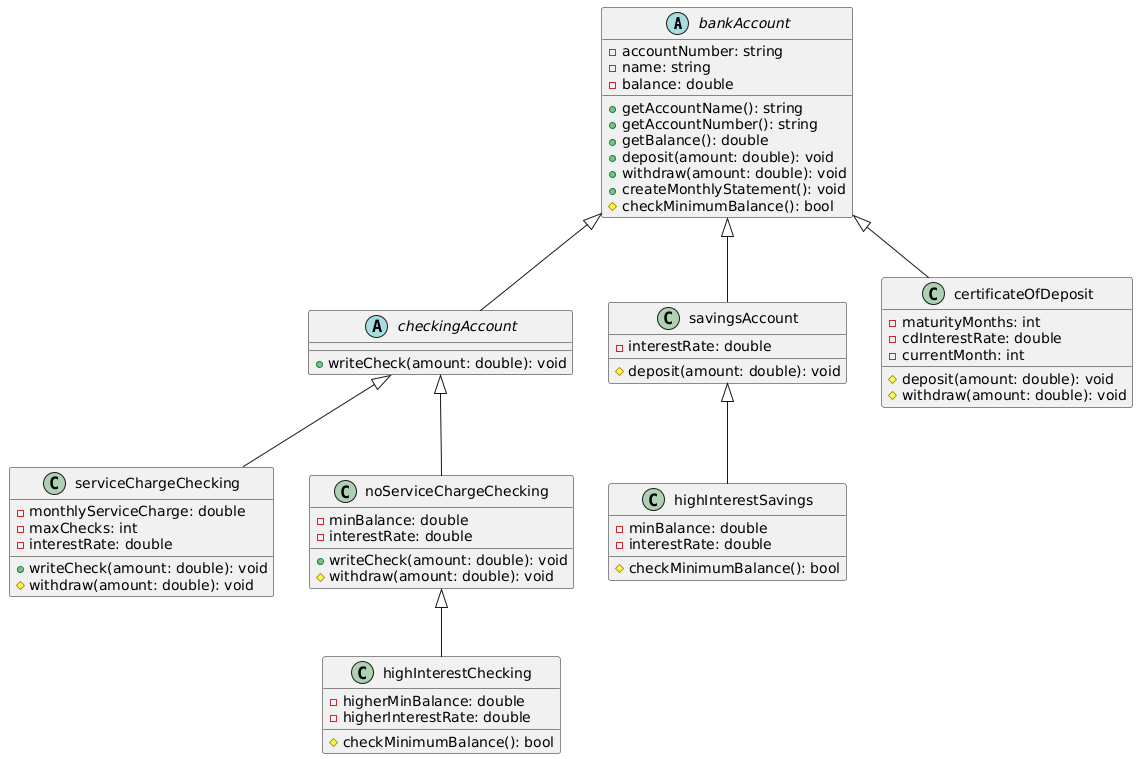 A bankAccount
accountNumber: string
name: string
balance: double
getAccountName(): string
getAccountNumber(): string
getBalance(): double
deposit(amount: double): void
withdraw(amount: double): void
createMonthlyStatement(): void
checkMinimumBalance(): bool
A checkingAccount
writeCheck(amount: double): void
C savingsAccount
interestRate: double
deposit(amount: double): void
C certificateOfDeposit
maturityMonths: int
cdInterestRate: double
currentMonth: int
deposit(amount: double): void
withdraw(amount: double): void
C serviceChargeChecking
monthlyServiceCharge: double
maxChecks: int
interestRate: double
writeCheck(amount: double): void
withdraw(amount: double): void
C noServiceChargeChecking
minBalance: double
interestRate: double
writeCheck(amount: double): void
withdraw(amount: double): void
C highInterestSavings
minBalance: double
interestRate: double
checkMinimumBalance(): bool
C highInterestChecking
higherMinBalance: double
higherInterestRate: double
checkMinimumBalance(): bool